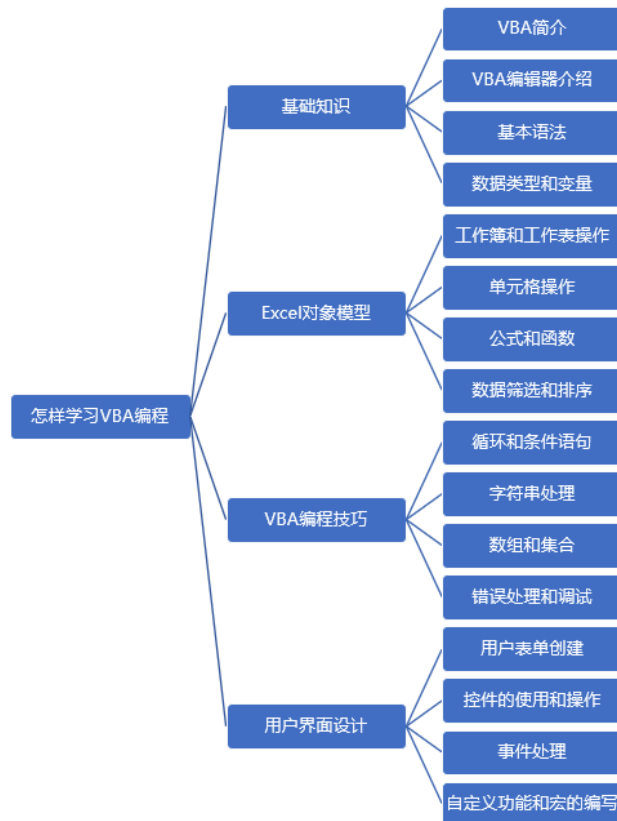 怎样学习VBA编程
基础知识
VBA简介
VBA编辑器介绍
基本语法
数据类型和变量
Excel对象模型
工作簿和工作表操作
单元格操作
公式和函数
数据筛选和排序
VBA编程技巧
循环和条件语句
字符串处理
数组和集合
错误处理和调试
用户界面设计
用户表单创建
控件的使用和操作
事件处理
自定义功能和宏的编写